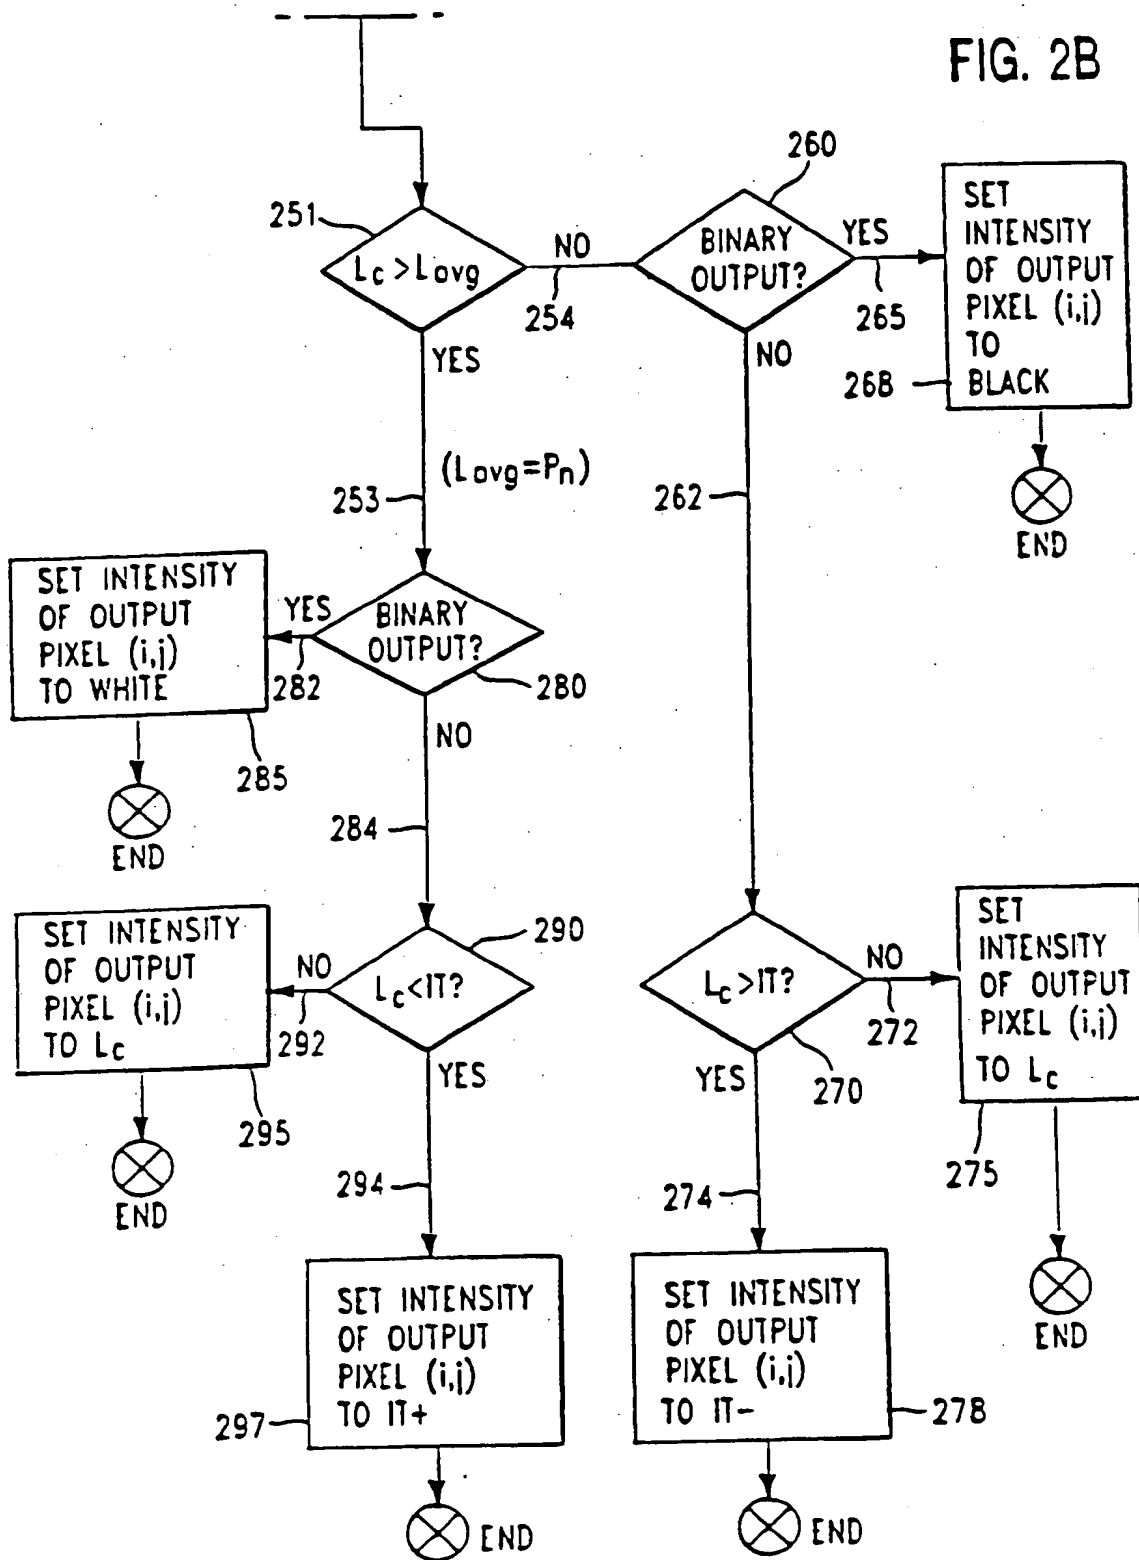 FIG. 2B
260
251
Lc > Lavg
NO
254
BINARY
OUTPUT?
YES
265
SET
INTENSITY
OF OUTPUT
PIXEL (i,j)
TO
BLACK
268
END
YES
NO
(Lavg=Pn)
253
262
SET INTENSITY
OF OUTPUT
PIXEL (i,j)
TO WHITE
YES
282
BINARY
OUTPUT?
280
285
END
NO
284
SET INTENSITY
OF OUTPUT
PIXEL (i,j)
TO Lc
NO
292
Lc<IT?
290
295
END
YES
294
Lc>IT?
NO
272
270
SET
INTENSITY
OF OUTPUT
PIXEL (i,j)
TO Lc
275
END
YES
274
SET INTENSITY
OF OUTPUT
PIXEL (i,j)
TO IT+
297
END
SET INTENSITY
OF OUTPUT
PIXEL (i,j)
TO IT-
278
END